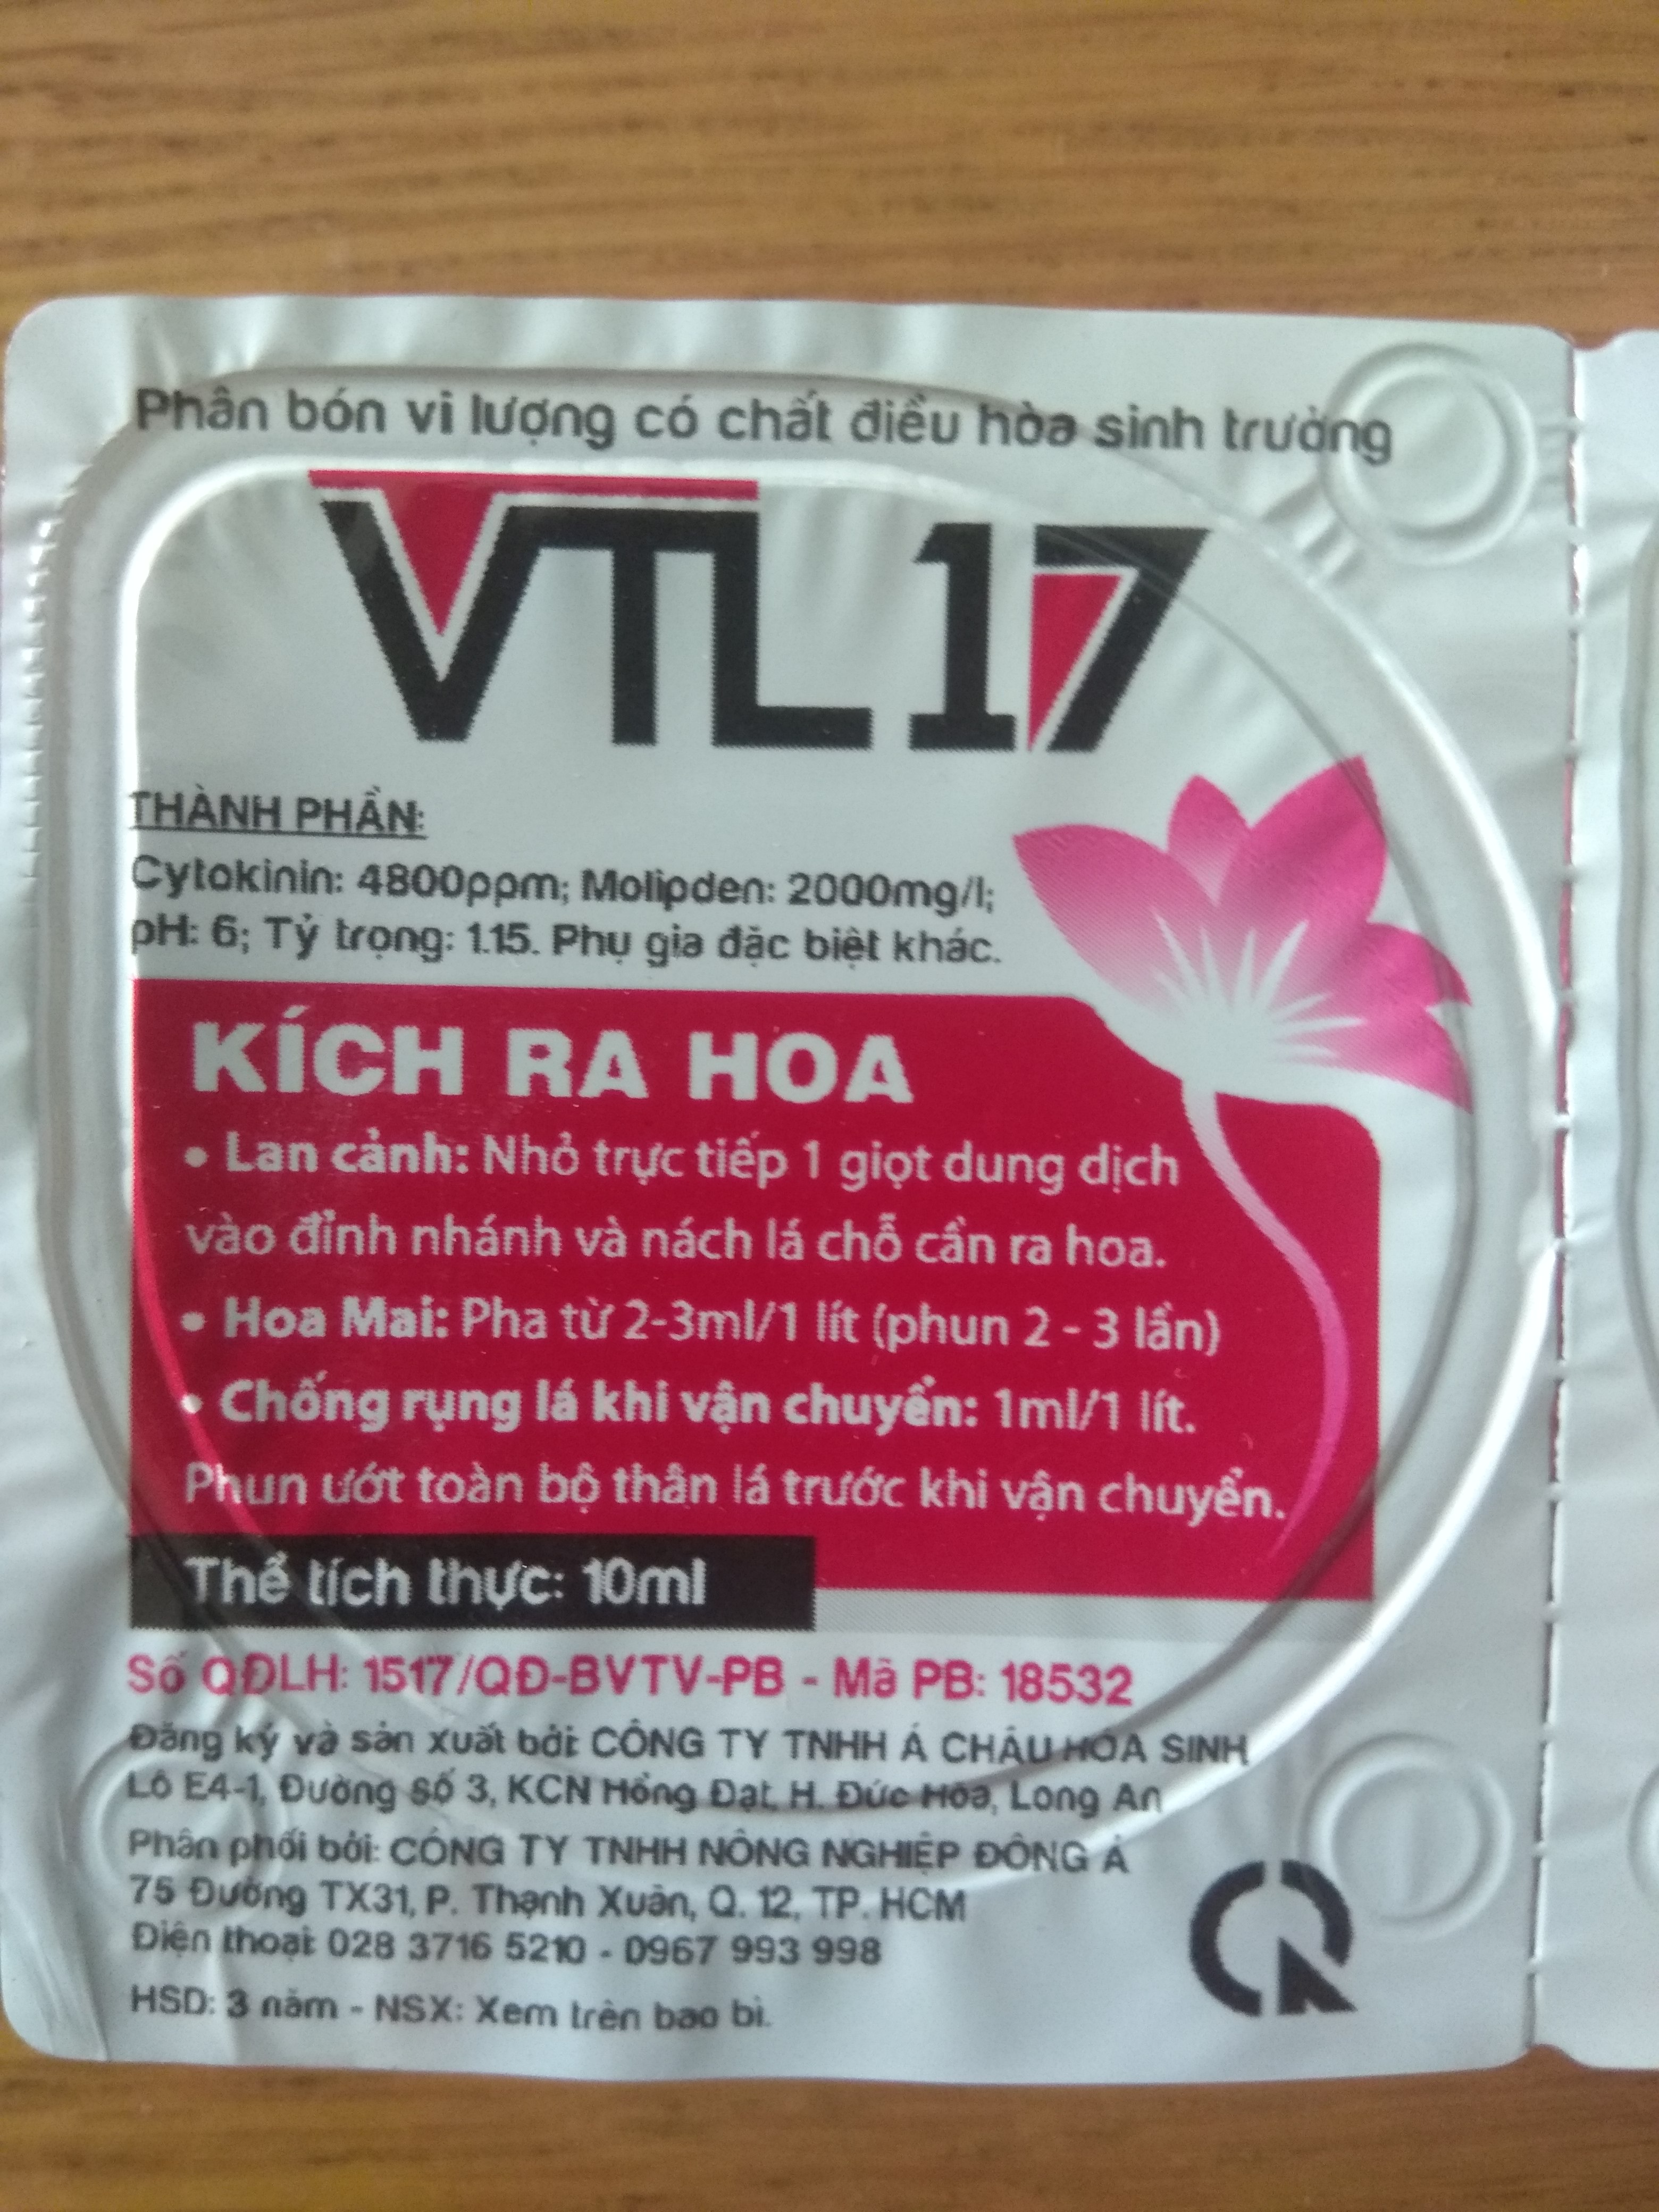 Phân bón vi lượng có chất điều hòa sinh trưởng
VTL 17
THÀNH PHẦN:
Cytokinin: 4800ppm; Molipden: 2000mg/l;
pH: 6; Tỷ trọng: 1.15. Phụ gia đặc biệt khác.
KÍCH RA HOA
• Lan cảnh: Nhỏ trực tiếp 1 giọt dung dịch
vào đỉnh nhánh và nách lá chỗ cần ra hoa.
• Hoa Mai: Pha từ 2-3ml/1 lít (phun 2 - 3 lần)
• Chống rụng lá khi vận chuyển: 1ml/1 lít.
Phun ướt toàn bộ thân lá trước khi vận chuyển.
Thể tích thực: 10ml
Số QĐLH: 1517/QĐ-BVTV-PB - Mã PB: 18532
Đăng ký và sản xuất bởi: CÔNG TY TNHH Á CHÂU HÓA SINH
Lô E4-1, Đường số 3, KCN Hồng Đạt, H. Đức Hòa, Long An
Phân phối bởi: CÔNG TY TNHH NÔNG NGHIỆP ĐÔNG Á
75 Đường TX31, P. Thạnh Xuân, Q. 12, TP. HCM
Điện thoại: 028 3716 5210 - 0967 993 998
HSD: 3 năm - NSX: Xem trên bao bì.